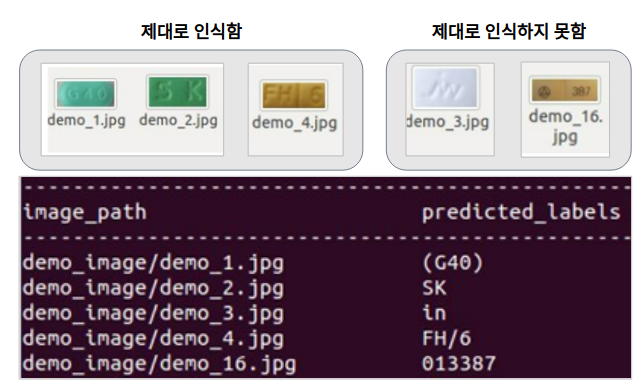 제대로 인식함
제대로 인식하지 못함
G40
S K
FH 6
jw
387
demo_1.jpg
demo_2.jpg
demo_4.jpg
demo_3.jpg
demo_16.
jpg
image_path predicted_labels
demo_image/demo_1.jpg (G40)
demo_image/demo_2.jpg SK
demo_image/demo_3.jpg in
demo_image/demo_4.jpg FH/6
demo_image/demo_16.jpg 013387